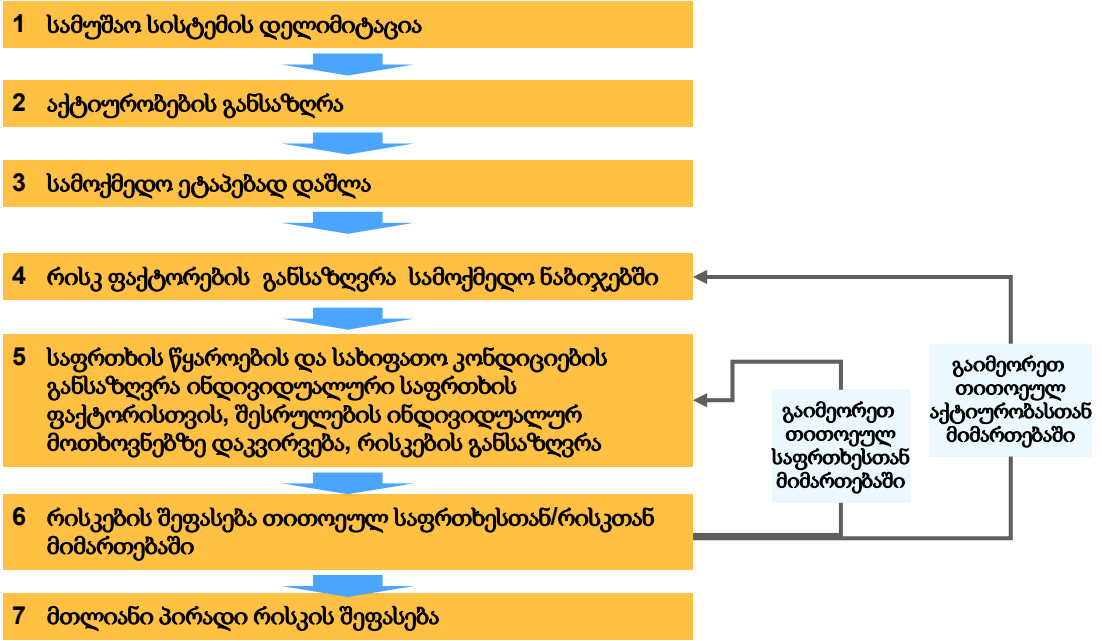 1 სამუშაო სისტემის დელიმიტაცია
2 აქტიურობების განსაზღრა
3 სამოქმედო ეტაპებად დაშლა
4 რისკ ფაქტორების განსაზღვრა სამოქმედო ნაბიჯებში
5 საფრთხის წყაროების და სახიფათო კონდიციების
განსაზღვრა ინდივიდუალური საფრთხის
ფაქტორისთვის, შესრულების ინდივიდუალურ
მოთხოვნებზე დაკვირვება, რისკების განსაზღვრა
6 რისკების შეფასება თითოეულ საფრთხესთან/რისკთან
მიმართებაში
7 მთლიანი პირადი რისკის შეფასება
გაიმეორეთ
თითოეულ
საფრთხესთან
მიმართებაში
გაიმეორეთ
თითოეულ
აქტიურობასთან
მიმართებაში